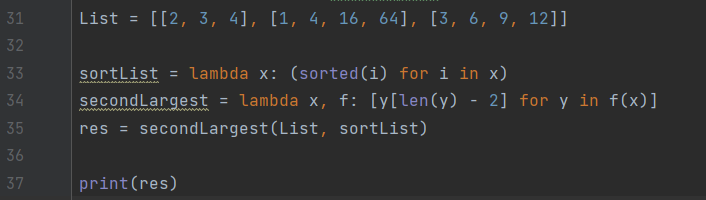 31 List = [[2, 3, 4], [1, 4, 16, 64], [3, 6, 9, 12]]
32
33 sortList = lambda x: (sorted(i) for i in x)
34 secondLargest = lambda x, f: [y[len(y) - 2] for y in f(x)]
35 res = secondLargest(List, sortList)
36
37 print(res)